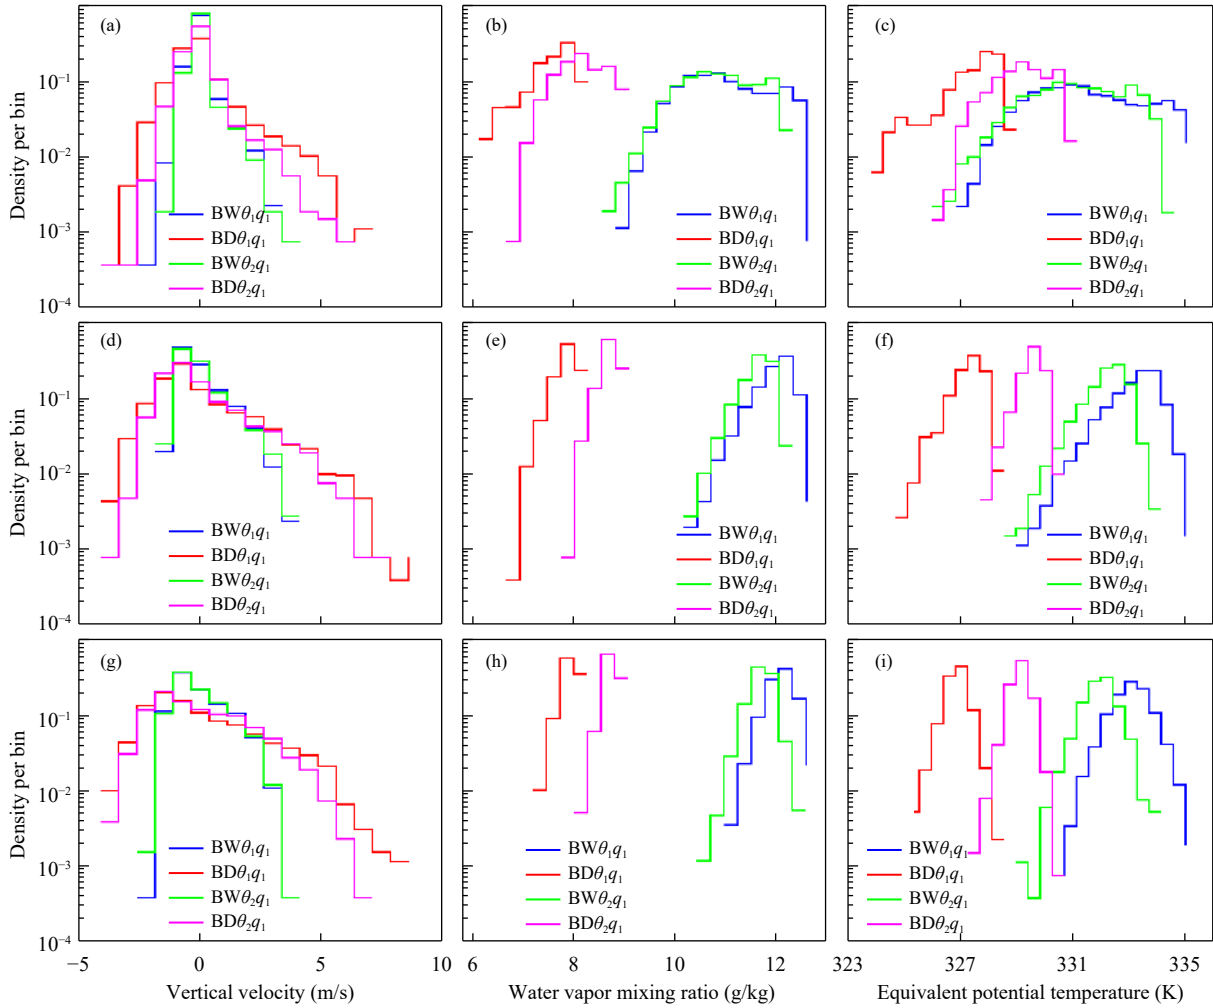 (a)
Density per bin
10⁻¹
10⁻²
10⁻³
10⁻⁴
BWθ₁q₁
BDθ₁q₁
BWθ₂q₁
BDθ₂q₁
(b)
BWθ₁q₁
BDθ₁q₁
BWθ₂q₁
BDθ₂q₁
(c)
BWθ₁q₁
BDθ₁q₁
BWθ₂q₁
BDθ₂q₁
(d)
Density per bin
10⁻¹
10⁻²
10⁻³
10⁻⁴
BWθ₁q₁
BDθ₁q₁
BWθ₂q₁
BDθ₂q₁
(e)
BWθ₁q₁
BDθ₁q₁
BWθ₂q₁
BDθ₂q₁
(f)
BWθ₁q₁
BDθ₁q₁
BWθ₂q₁
BDθ₂q₁
(g)
Density per bin
10⁻¹
10⁻²
10⁻³
10⁻⁴
BWθ₁q₁
BDθ₁q₁
BWθ₂q₁
BDθ₂q₁
−5 0 5 10
Vertical velocity (m/s)
(h)
BWθ₁q₁
BDθ₁q₁
BWθ₂q₁
BDθ₂q₁
6 8 10 12
Water vapor mixing ratio (g/kg)
(i)
BWθ₁q₁
BDθ₁q₁
BWθ₂q₁
BDθ₂q₁
323 327 331 335
Equivalent potential temperature (K)